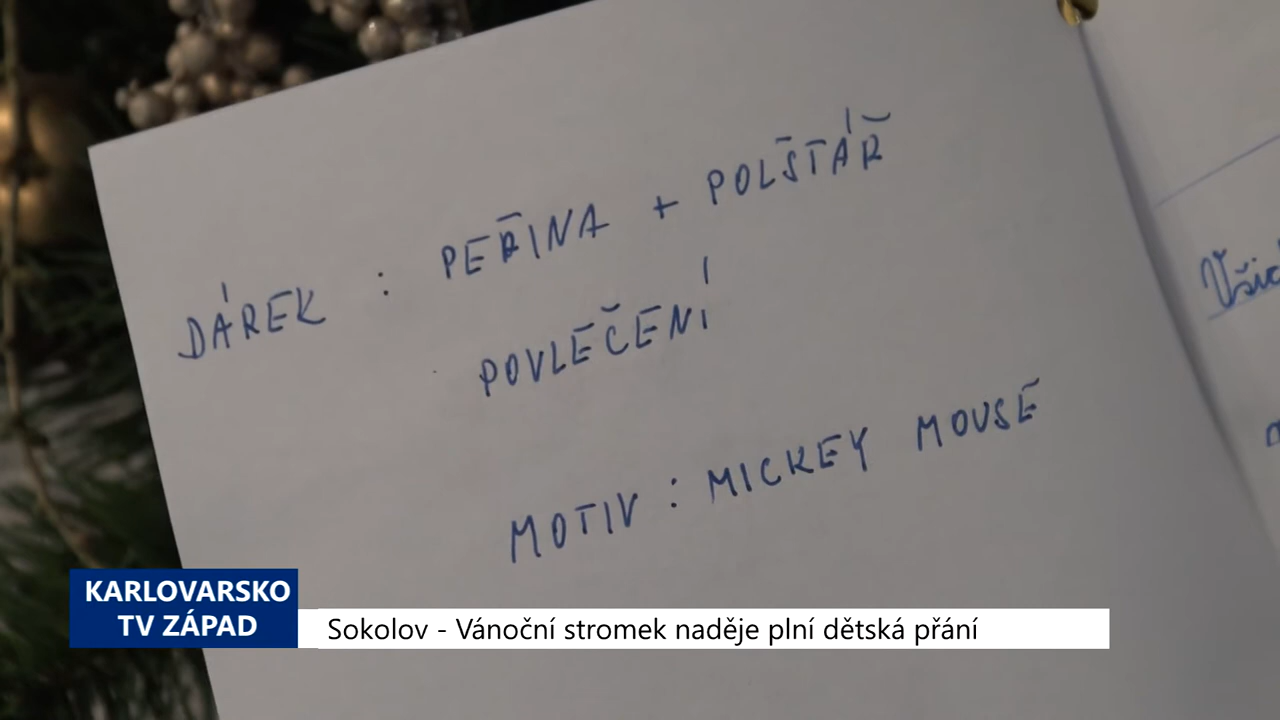 DÁREK : PEŘINA + POLŠTÁŘ
POVLEČENÍ
MOTIV : MICKEY MOUSE
KARLOVARSKO
TV ZÁPAD
Sokolov - Vánoční stromek naděje plní dětská přání